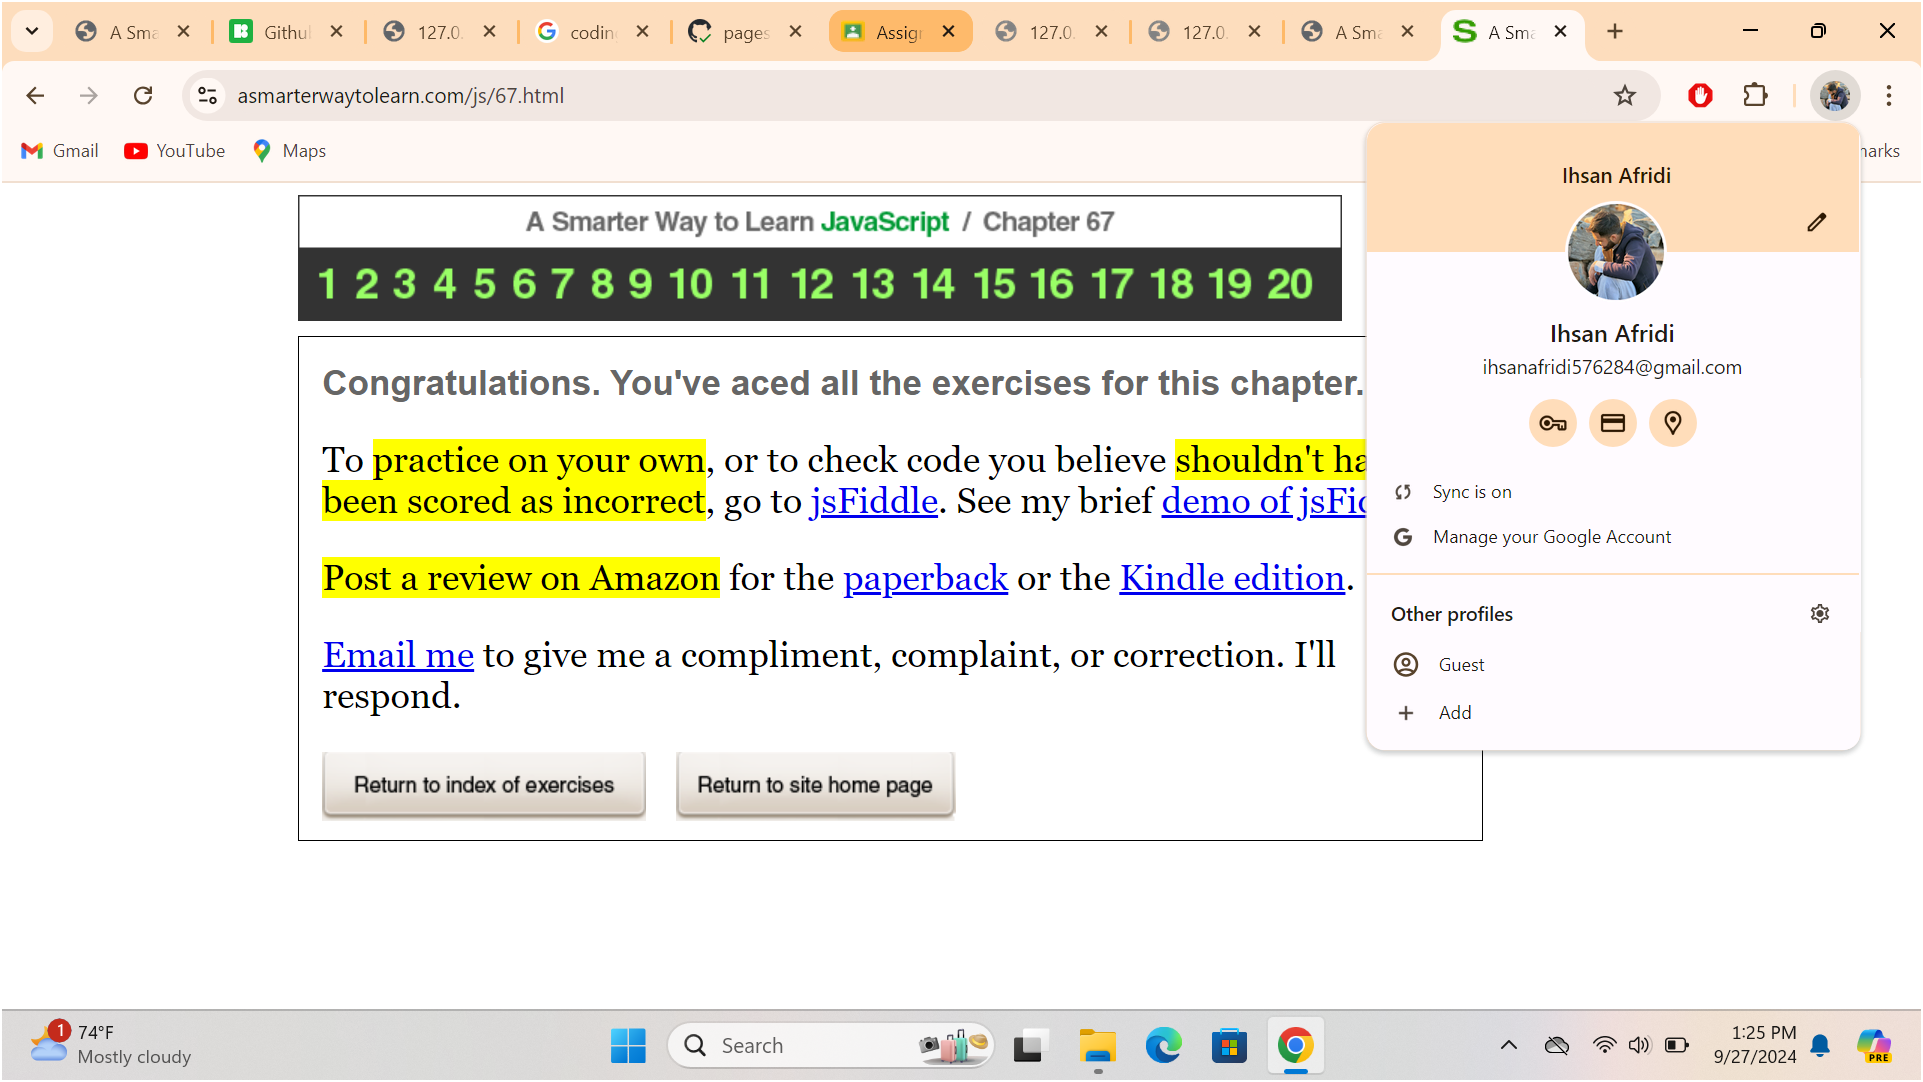 A Sma
Githu
127.0.
coding
pages
Assign
127.0.
127.0.
A Sma
A Sma
asmarterwaytolearn.com/js/67.html
Gmail
YouTube
Maps
A Smarter Way to Learn JavaScript / Chapter 67
1 2 3 4 5 6 7 8 9 10 11 12 13 14 15 16 17 18 19 20
Congratulations. You've aced all the exercises for this chapter.
To practice on your own, or to check code you believe shouldn't ha
been scored as incorrect, go to jsFiddle. See my brief demo of jsFid
Post a review on Amazon for the paperback or the Kindle edition.
Email me to give me a compliment, complaint, or correction. I'll
respond.
Return to index of exercises
Return to site home page
Ihsan Afridi
Ihsan Afridi
ihsanafridi576284@gmail.com
Sync is on
Manage your Google Account
Other profiles
Guest
Add
1
74°F
Mostly cloudy
Search
1:25 PM
9/27/2024
PRE